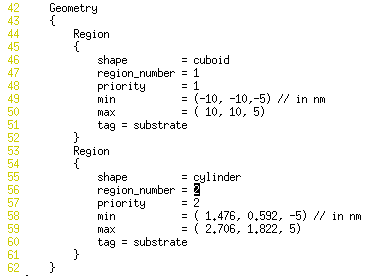 42 Geometry
43 {
44 Region
45 {
46 shape = cuboid
47 region_number = 1
48 priority = 1
49 min = (-10, -10,-5) // in nm
50 max = ( 10, 10, 5)
51 tag = substrate
52 }
53 Region
54 {
55 shape = cylinder
56 region_number = 2
57 priority = 2
58 min = ( 1.476, 0.592, -5) // in nm
59 max = ( 2.706, 1.822, 5)
60 tag = substrate
61 }
62 }